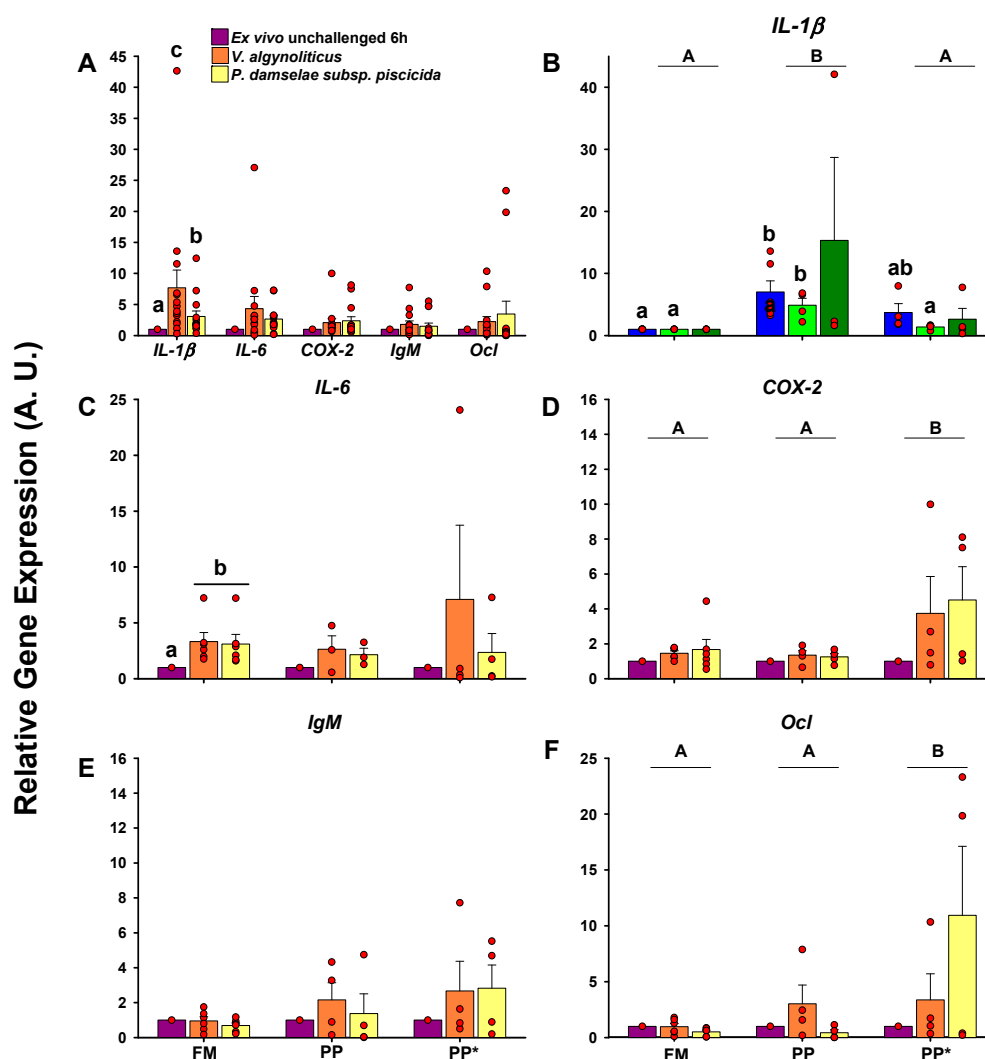 Relative Gene Expression (A. U.)
Ex vivo unchallenged 6h
V. algynoliticus
P. damselae subsp. piscicida
A
c
b
a
45
40
35
30
25
20
15
10
5
0
IL-1β IL-6 COX-2 IgM Ocl
IL-1β
B
A B A
a a b b ab a
a
40
30
20
10
0
IL-6
C
b
a
25
20
15
10
5
0
COX-2
D
A A B
16
14
12
10
8
6
4
2
0
IgM
E
16
14
12
10
8
6
4
2
0
FM PP PP*
Ocl
F
A A B
25
20
15
10
5
0
FM PP PP*